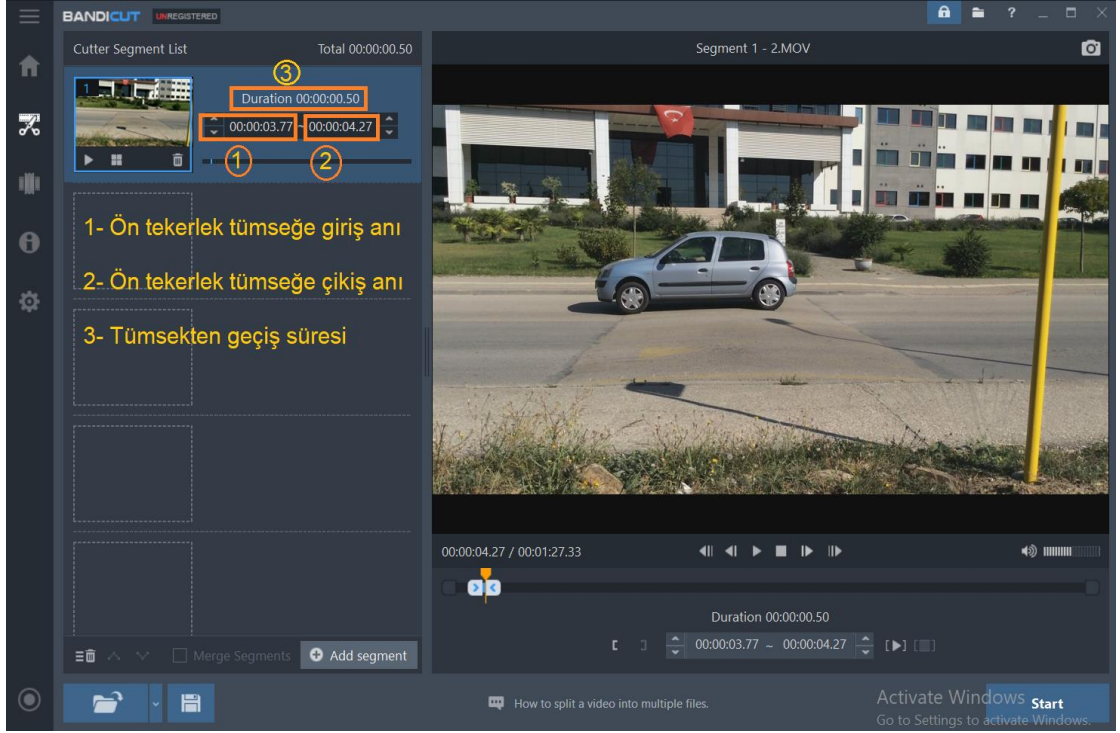 BANDICUT UNREGISTERED
?
Cutter Segment List Total 00:00:00.50
Segment 1 - 2.MOV
3
1
Duration 00:00:00.50
00:00:03.77 ~ 00:00:04.27
1 2
1- Ön tekerlek tümseğe giriş anı
2- Ön tekerlek tümseğe çikiş anı
3- Tümsekten geçiş süresi
00:00:04.27 / 00:01:27.33
Duration 00:00:00.50
00:00:03.77 ~ 00:00:04.27
Merge Segments
Add segment
How to split a video into multiple files.
Activate Windows
Go to Settings to activate Windows.
Start